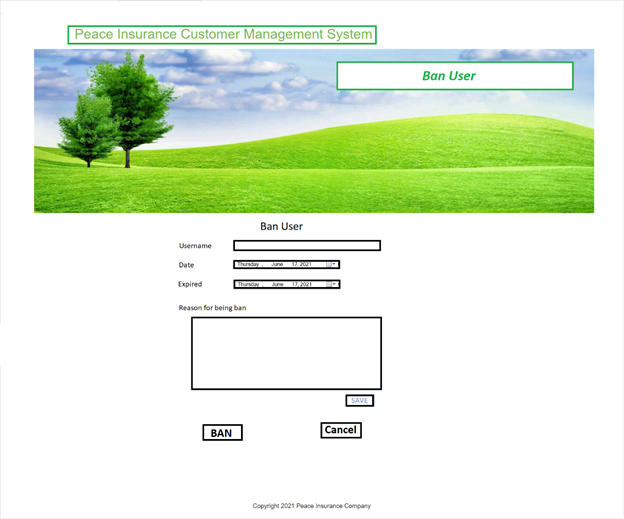 Peace Insurance Customer Management System
Ban User
Ban User
Username
Date Thursday , June 17, 2021
Expired Thursday , June 17, 2021
Reason for being ban
SAVE
BAN Cancel
Copyright 2021 Peace Insurance Company